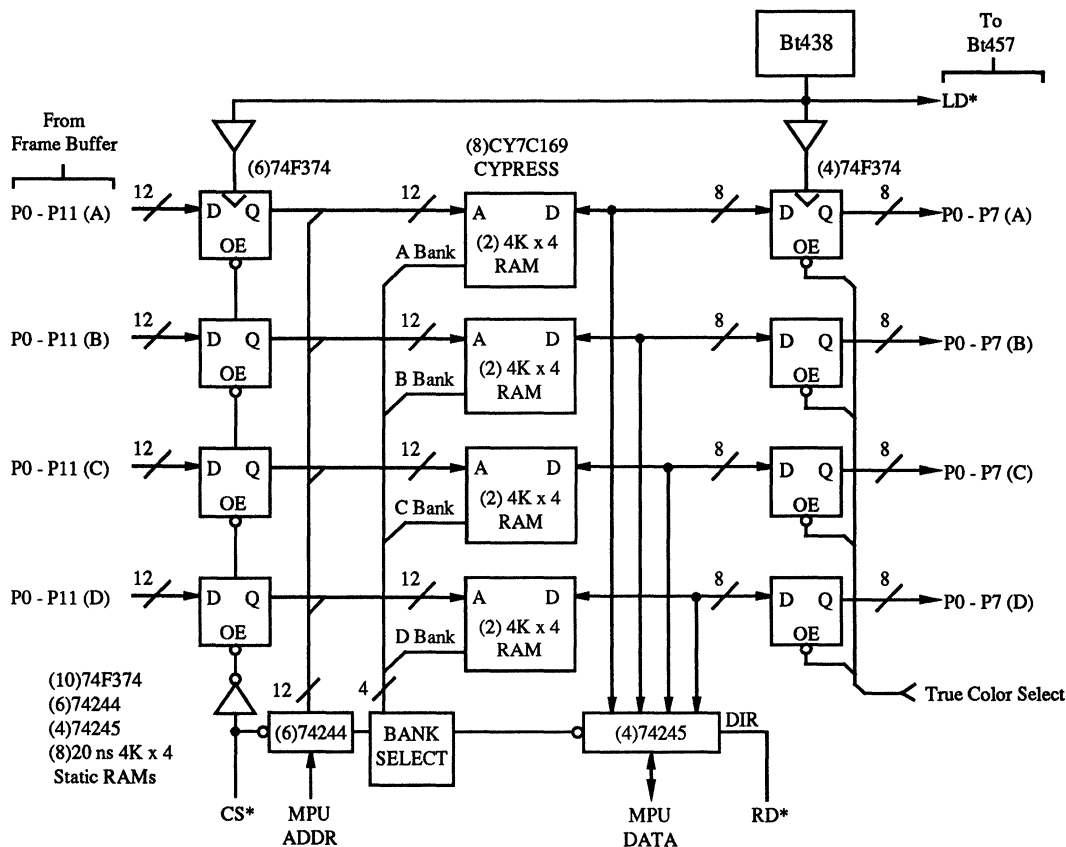 Bt438
To
Bt457
LD*
From
Frame Buffer
(6)74F374
(8)CY7C169
CYPRESS
(4)74F374
P0 - P11 (A)
12
D Q
OE
12
A D
(2) 4K x 4
RAM
A Bank
8
D Q
OE
8
P0 - P7 (A)
P0 - P11 (B)
12
D Q
OE
12
A D
(2) 4K x 4
RAM
B Bank
8
D Q
OE
8
P0 - P7 (B)
P0 - P11 (C)
12
D Q
OE
12
A D
(2) 4K x 4
RAM
C Bank
8
D Q
OE
8
P0 - P7 (C)
P0 - P11 (D)
12
D Q
OE
12
A D
(2) 4K x 4
RAM
D Bank
8
D Q
OE
8
P0 - P7 (D)
(10)74F374
(6)74244
(4)74245
(8)20 ns 4K x 4
Static RAMs
12
4
(6)74244
BANK
SELECT
(4)74245
DIR
True Color Select
CS*
MPU
ADDR
MPU
DATA
RD*